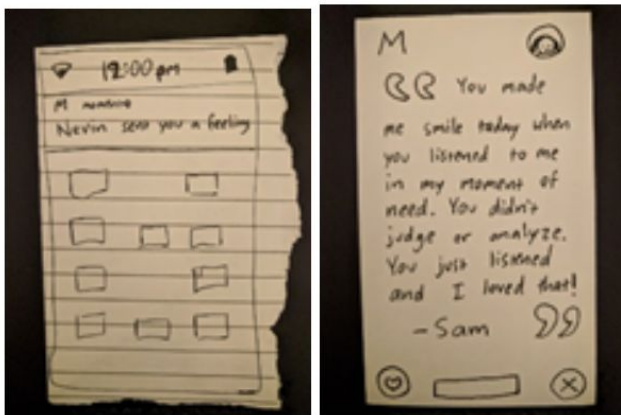 12:00 pm
M
Nevin sent you a feeling
M
You made
me smile today when
you listened to me
in my moment of
need. You didn't
judge or analyze.
You just listened
and I loved that!
- Sam